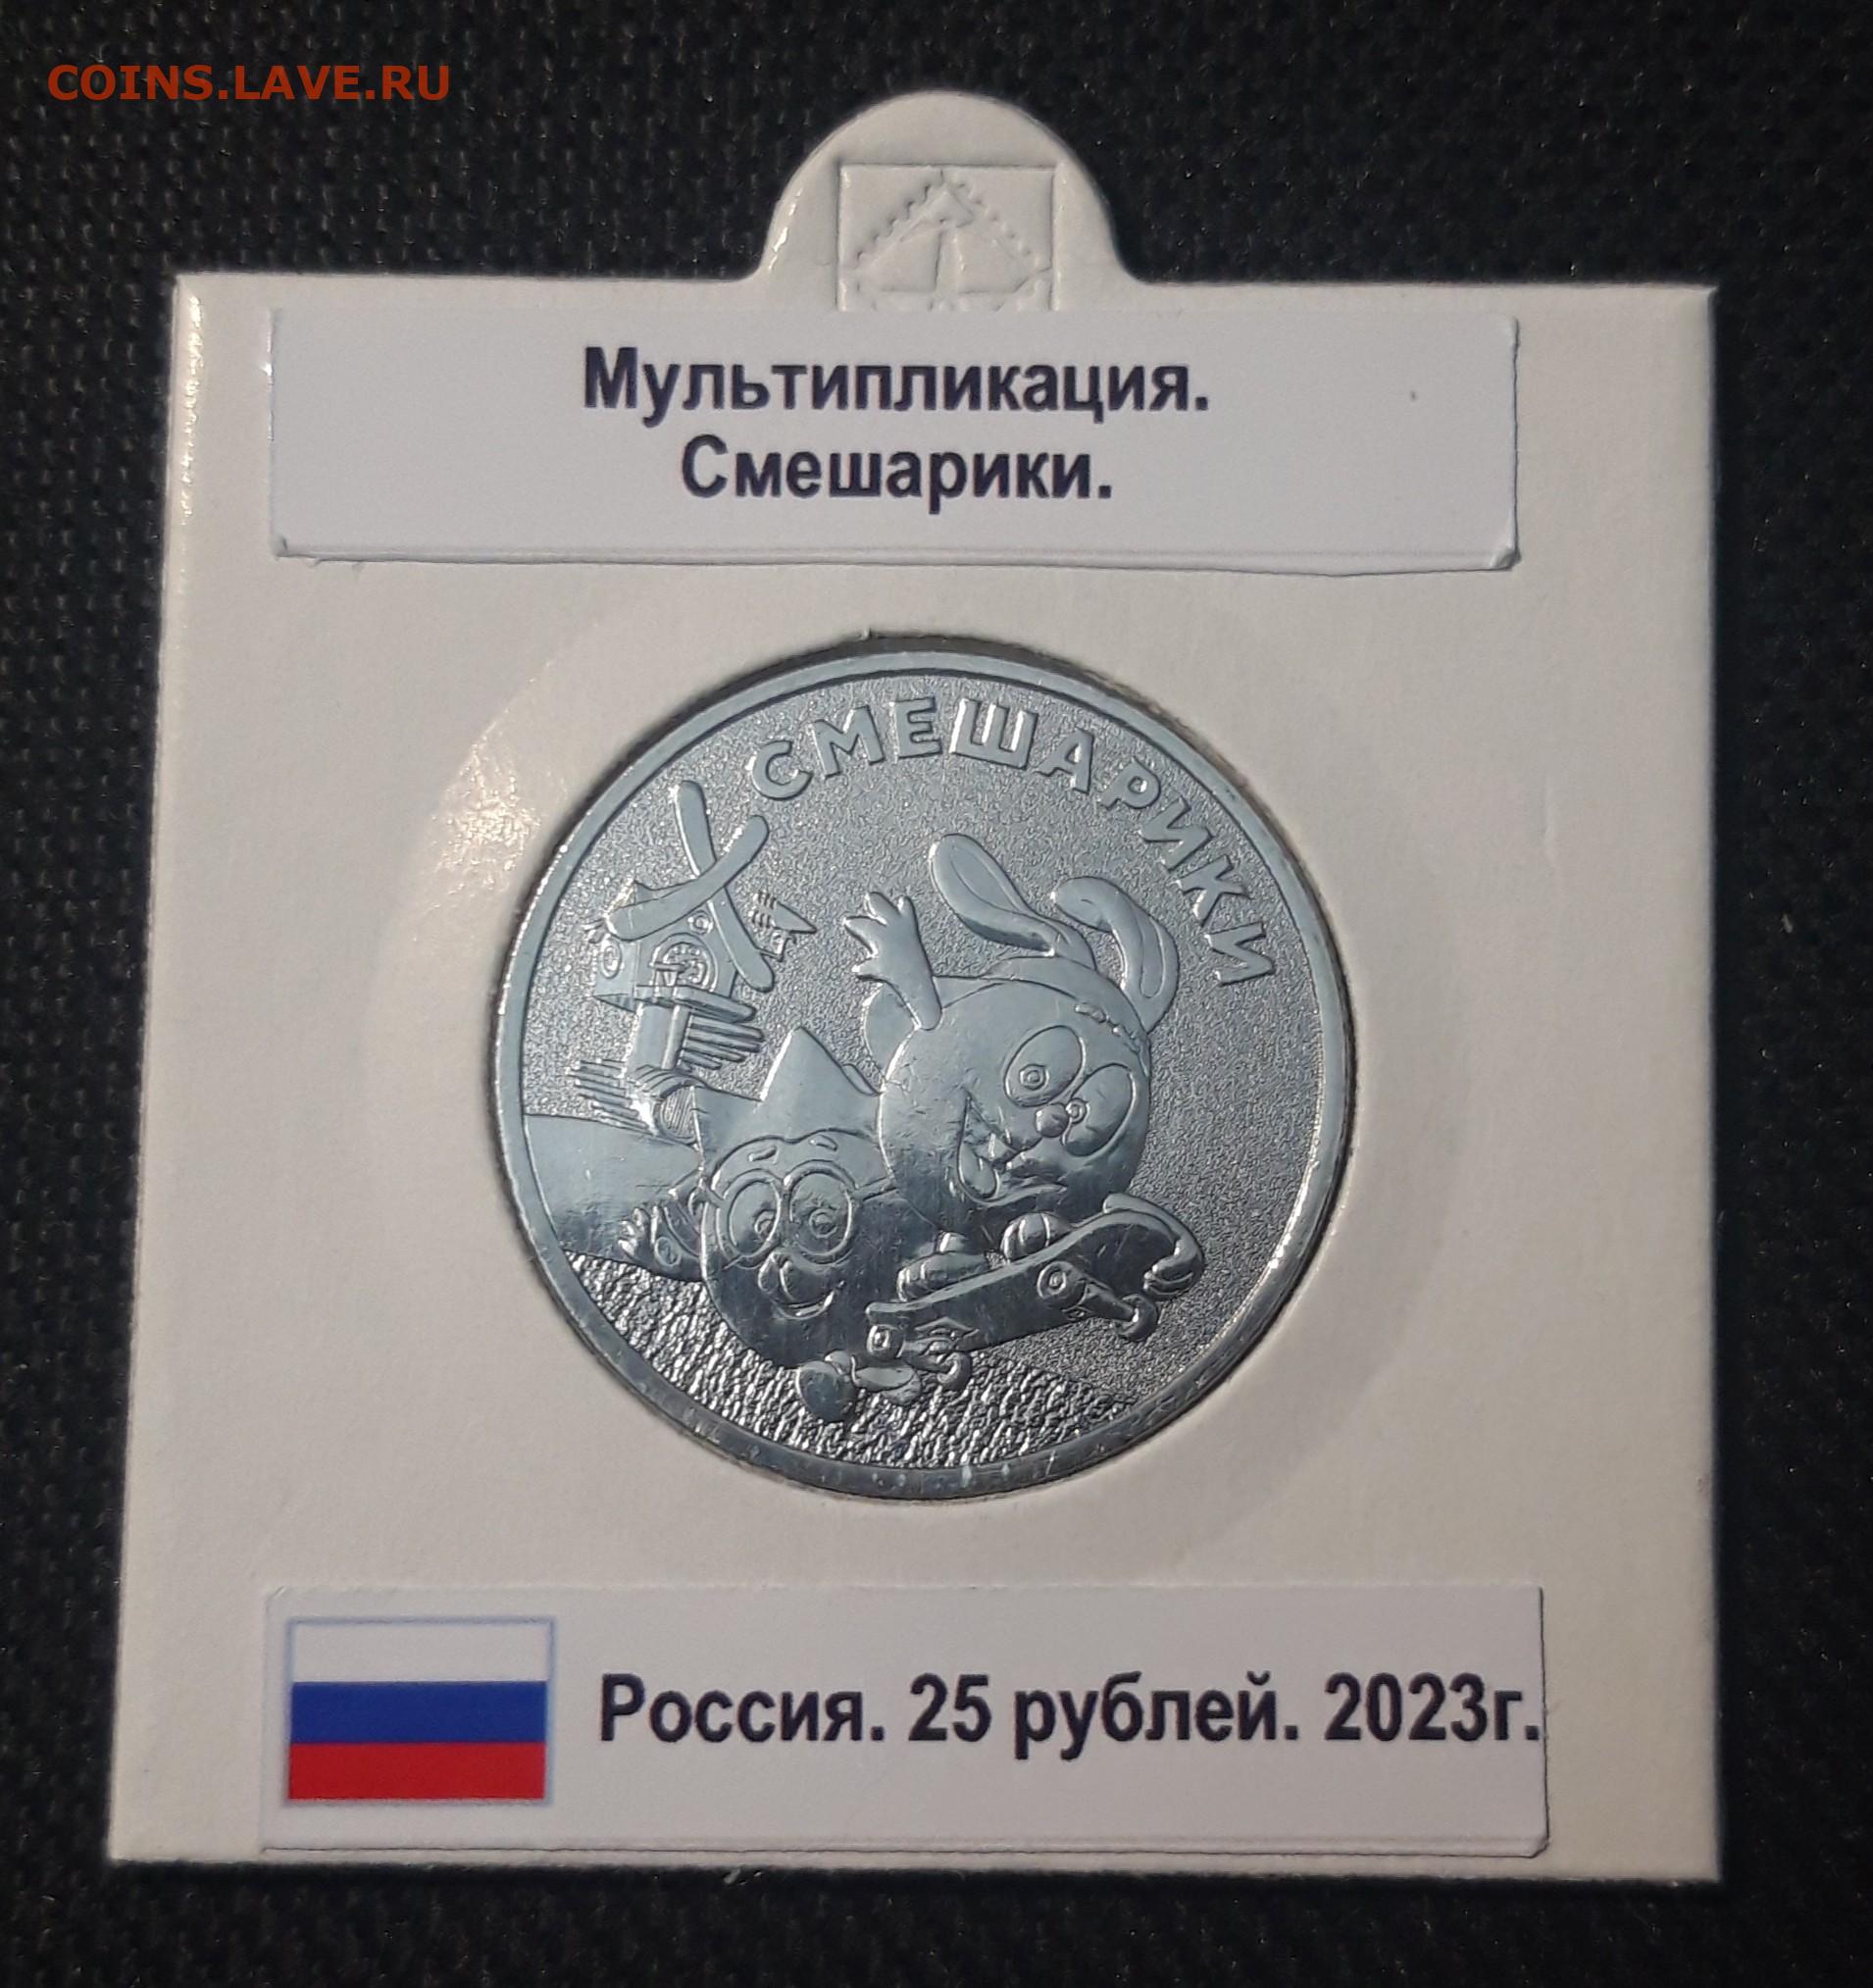 COINS.LAVE.RU
Мультипликация.
Смешарики.
СМЕШАРИКИ
Россия. 25 рублей. 2023г.